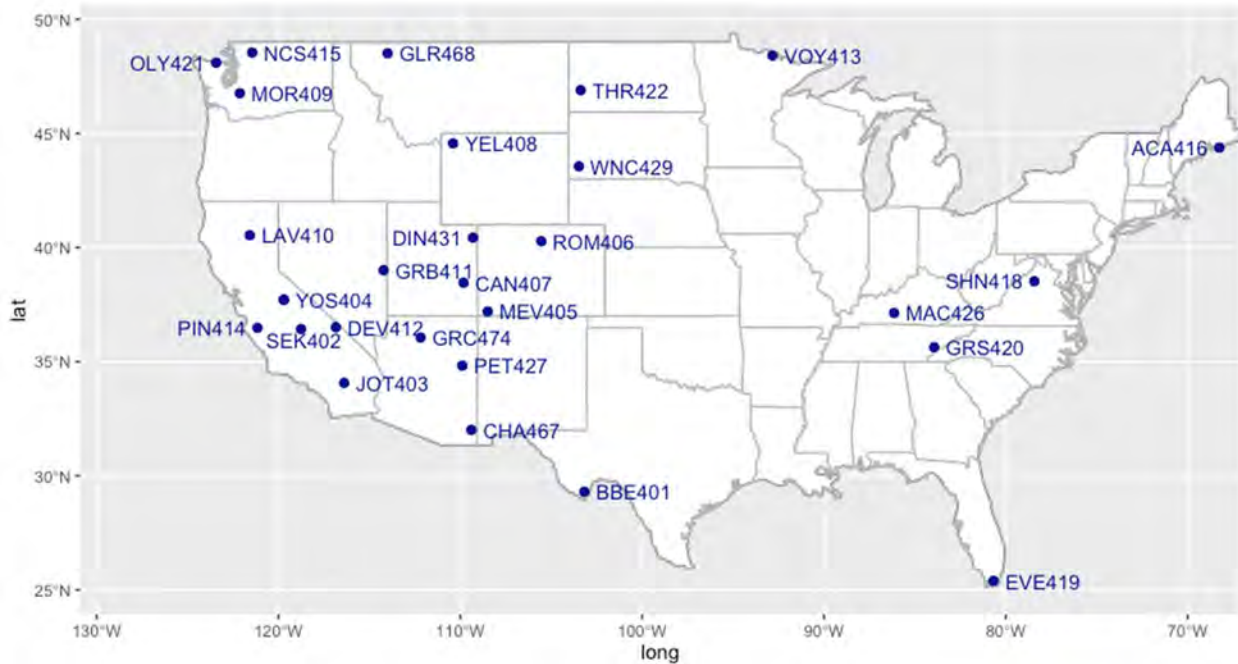 50°N
NCS415
GLR468
VOY413
OLY421
MOR409
THR422
45°N
YEL408
ACA416
WNC429
LAV410
DIN431
ROM406
40°N
GRB411
CAN407
SHN418
YOS404
MEV405
MAC426
PIN414
SEK402
DEV412
GRC474
GRS420
35°N
PET427
JOT403
CHA467
30°N
BBE401
25°N
EVE419
lat
130°W
120°W
110°W
100°W
90°W
80°W
70°W
long